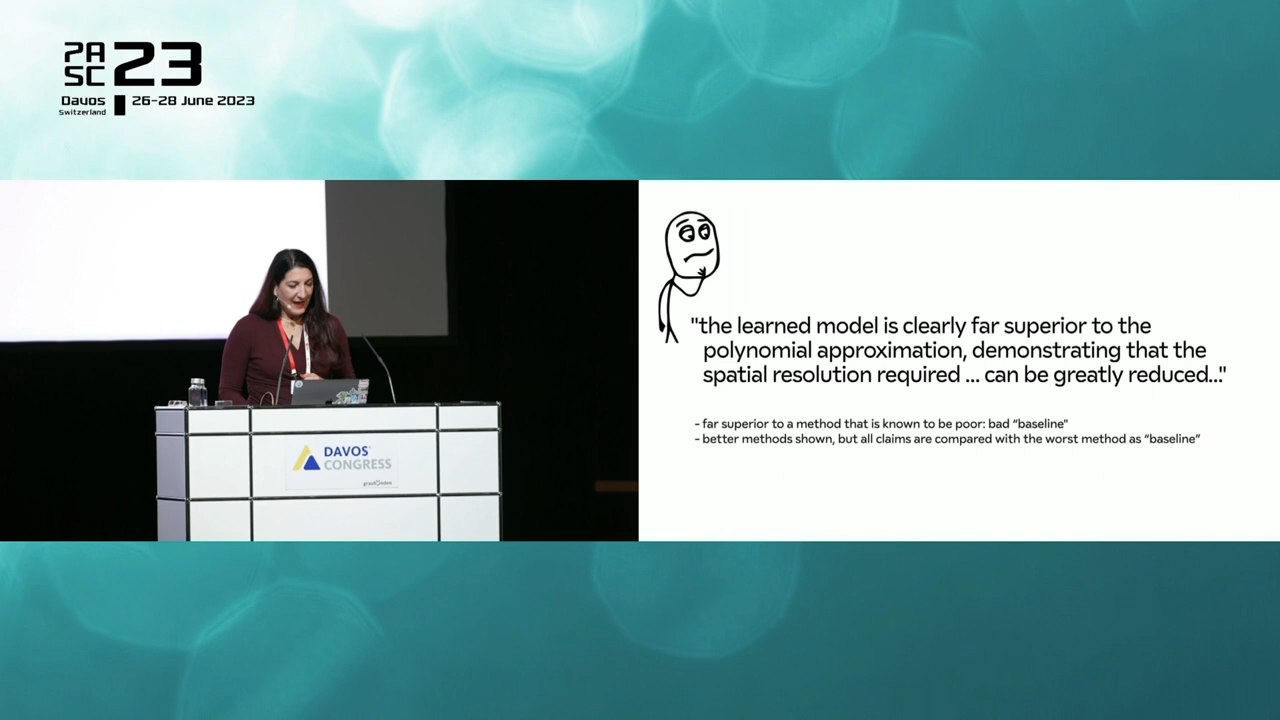 PA
SC 23
Davos
Switzerland
26-28 June 2023
"the learned model is clearly far superior to the
polynomial approximation, demonstrating that the
spatial resolution required ... can be greatly reduced..."
- far superior to a method that is known to be poor: bad “baseline"
- better methods shown, but all claims are compared with the worst method as “baseline”
DAVOS
CONGRESS